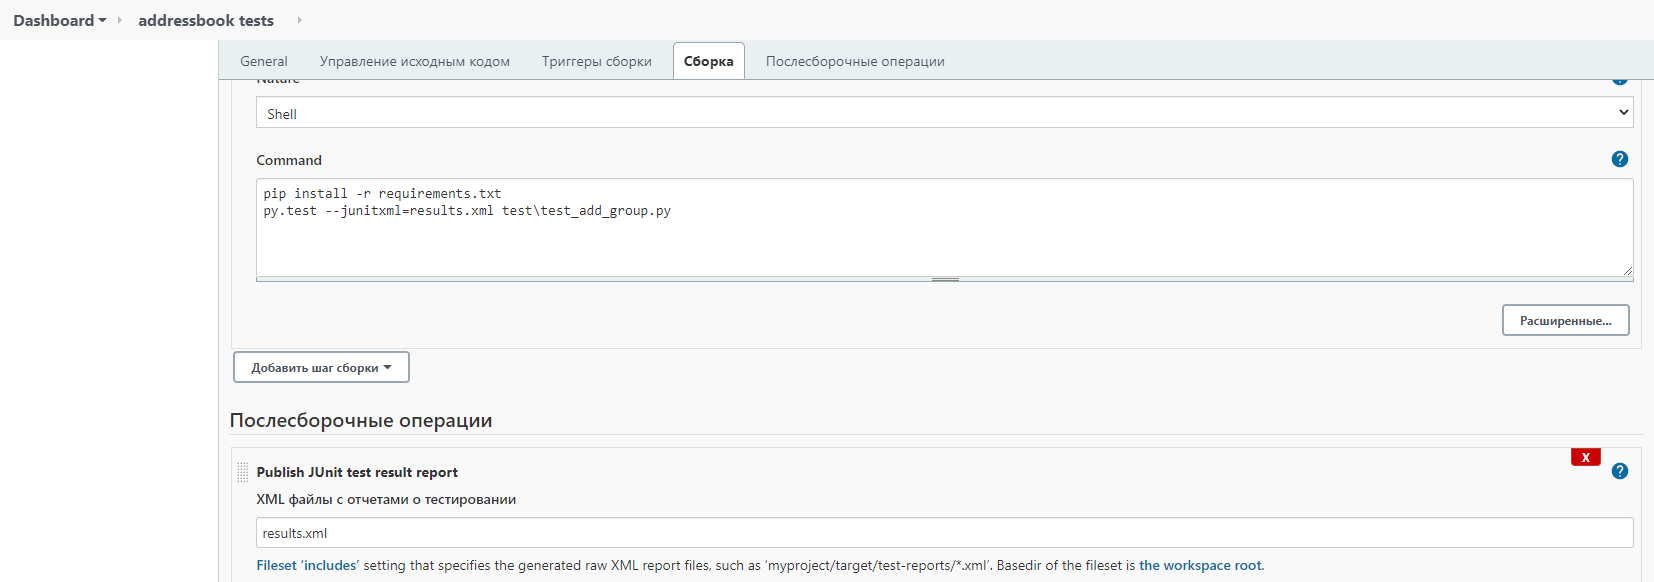 Dashboard addressbook tests
General Управление исходным кодом Триггеры сборки Сборка Послесборочные операции
Nature
Shell
Command
?
pip install -r requirements.txt
py.test --junitxml=results.xml test\test_add_group.py
Расширенные...
Добавить шаг сборки
Послесборочные операции
X
Publish JUnit test result report
?
XML файлы с отчетами о тестировании
results.xml
Fileset ‘includes’ setting that specifies the generated raw XML report files, such as ‘myproject/target/test-reports/*.xml’. Basedir of the fileset is the workspace root.